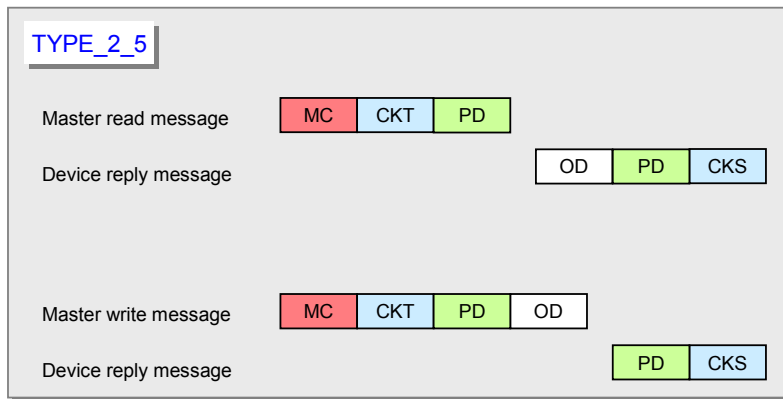 TYPE_2_5
Master read message MC CKT PD
Device reply message OD PD CKS
Master write message MC CKT PD OD
Device reply message PD CKS